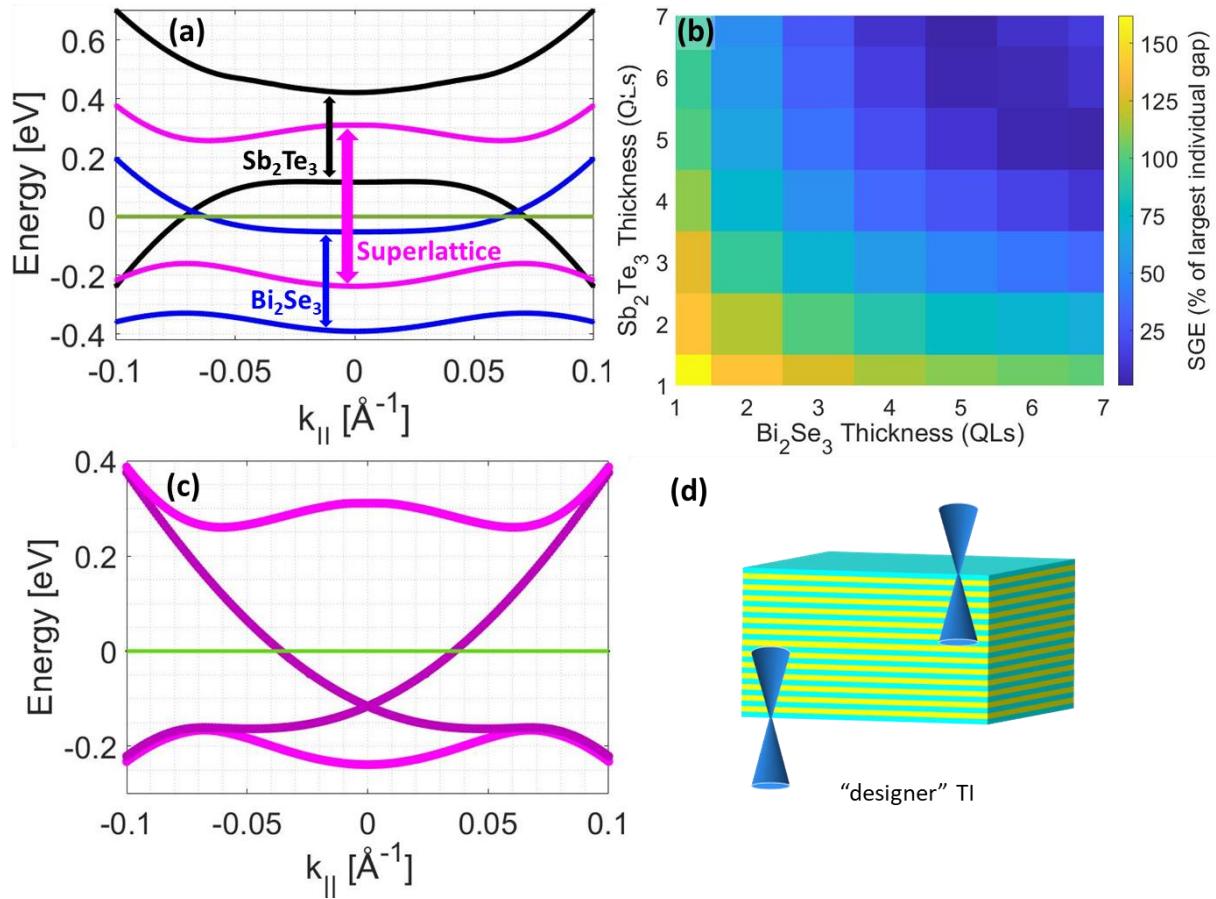 (a)
0.6
0.4
0.2
0
-0.2
-0.4
Energy [eV]
Sb₂Te₃
Superlattice
Bi₂Se₃
-0.1
-0.05
0
0.05
0.1
k|| [Å⁻¹]
(b)
7
6
5
4
3
2
1
Sb₂Te₃ Thickness (QLs)
1
2
3
4
5
6
7
Bi₂Se₃ Thickness (QLs)
150
125
100
75
50
25
SGE (% of largest individual gap)
(c)
0.4
0.2
0
-0.2
Energy [eV]
-0.1
-0.05
0
0.05
0.1
k|| [Å⁻¹]
(d)
“designer” TI